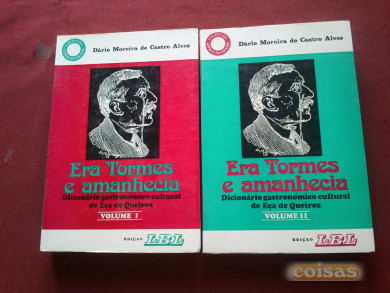 Dário Moreira de Castro Alves
Era Tormes
e amanhecia
Dicionário gastronómico cultural
de Eça de Queiroz
VOLUME I
EDIÇÃO LBL
Dário Moreira de Castro Alves
Era Tormes
e amanhecia
Dicionário gastronómico cultural
de Eça de Queiroz
VOLUME II
EDIÇÃO LBL
coisas